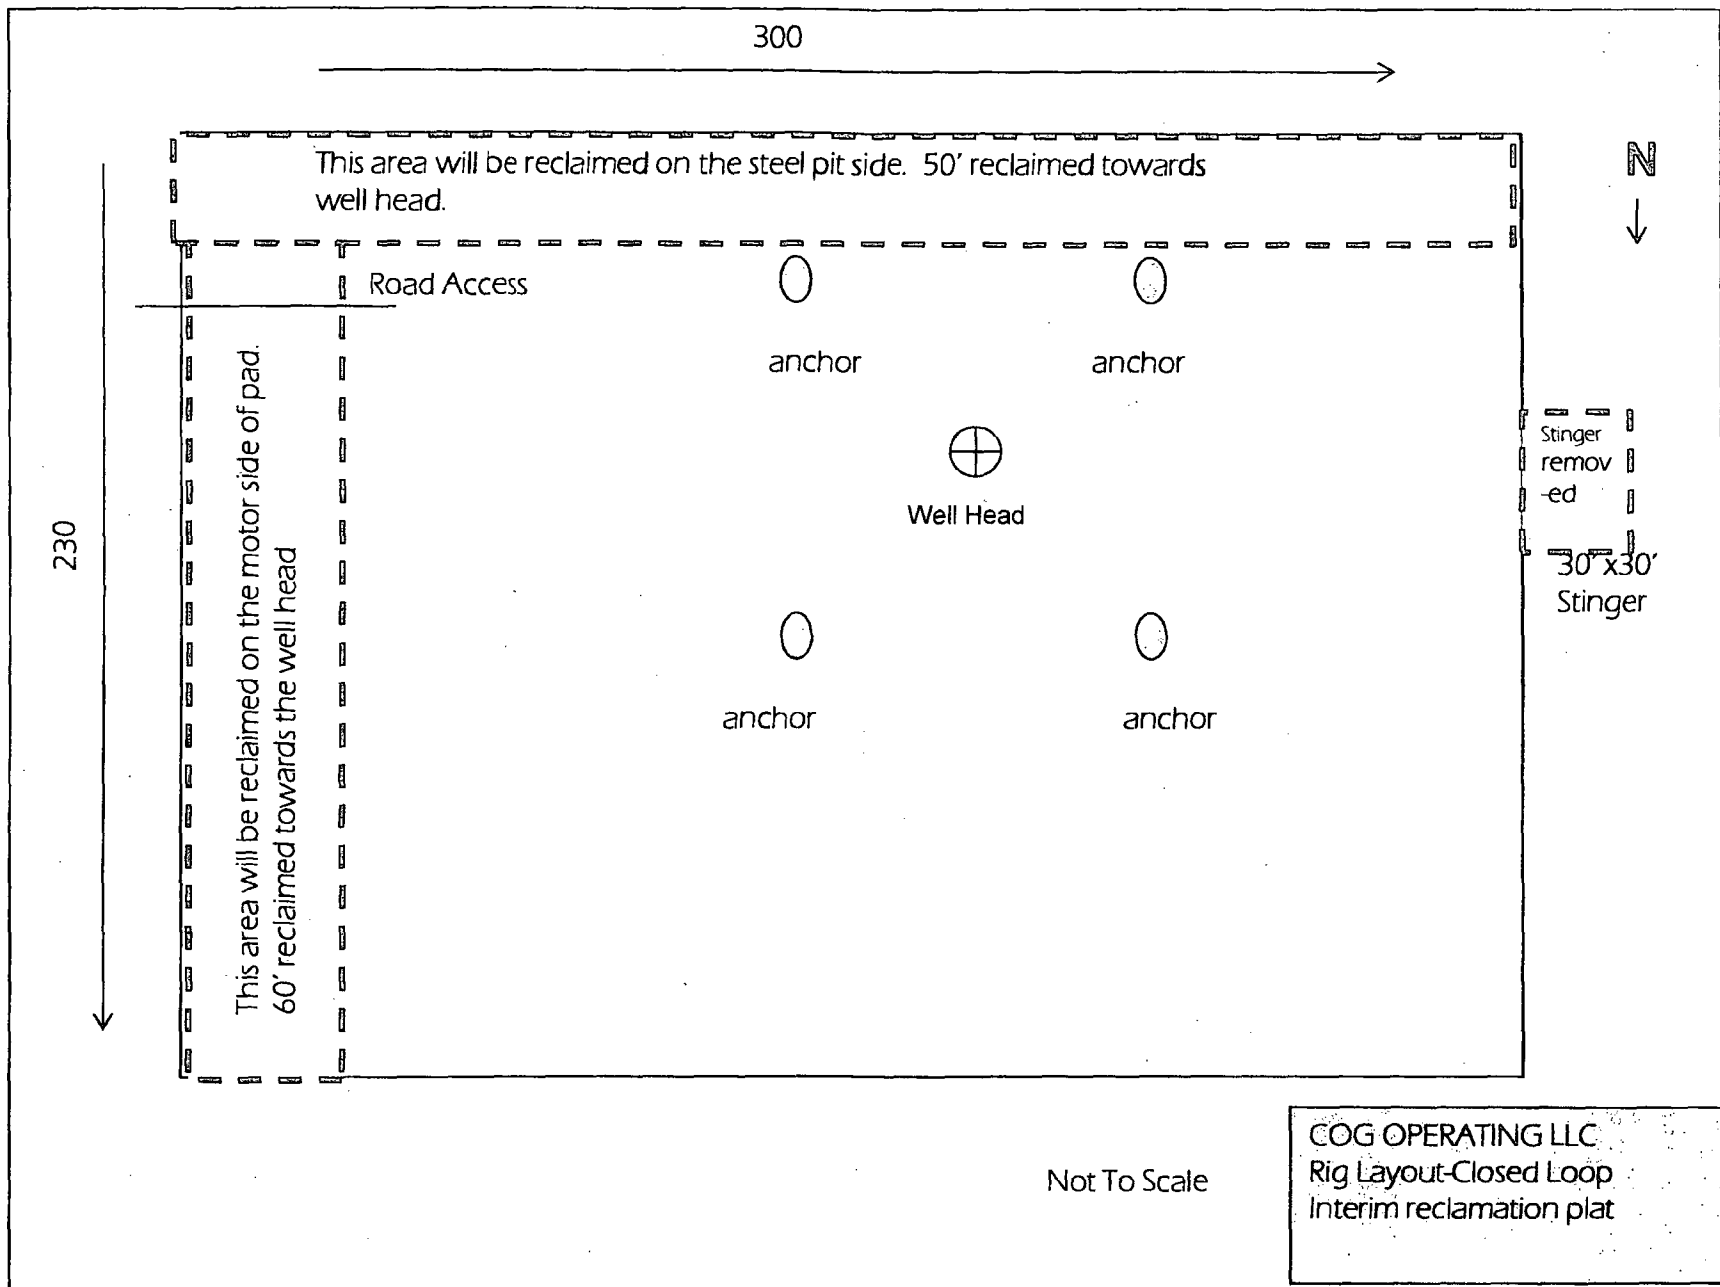 300
This area will be reclaimed on the steel pit side. 50' reclaimed towards
well head.
N
Road Access
anchor
anchor
230
This area will be reclaimed on the motor side of pad.
60' reclaimed towards the well head
Well Head
Stinger
remov
-ed
30'x30'
Stinger
anchor
anchor
Not To Scale
COG OPERATING LLC
Rig Layout-Closed Loop
Interim reclamation plat